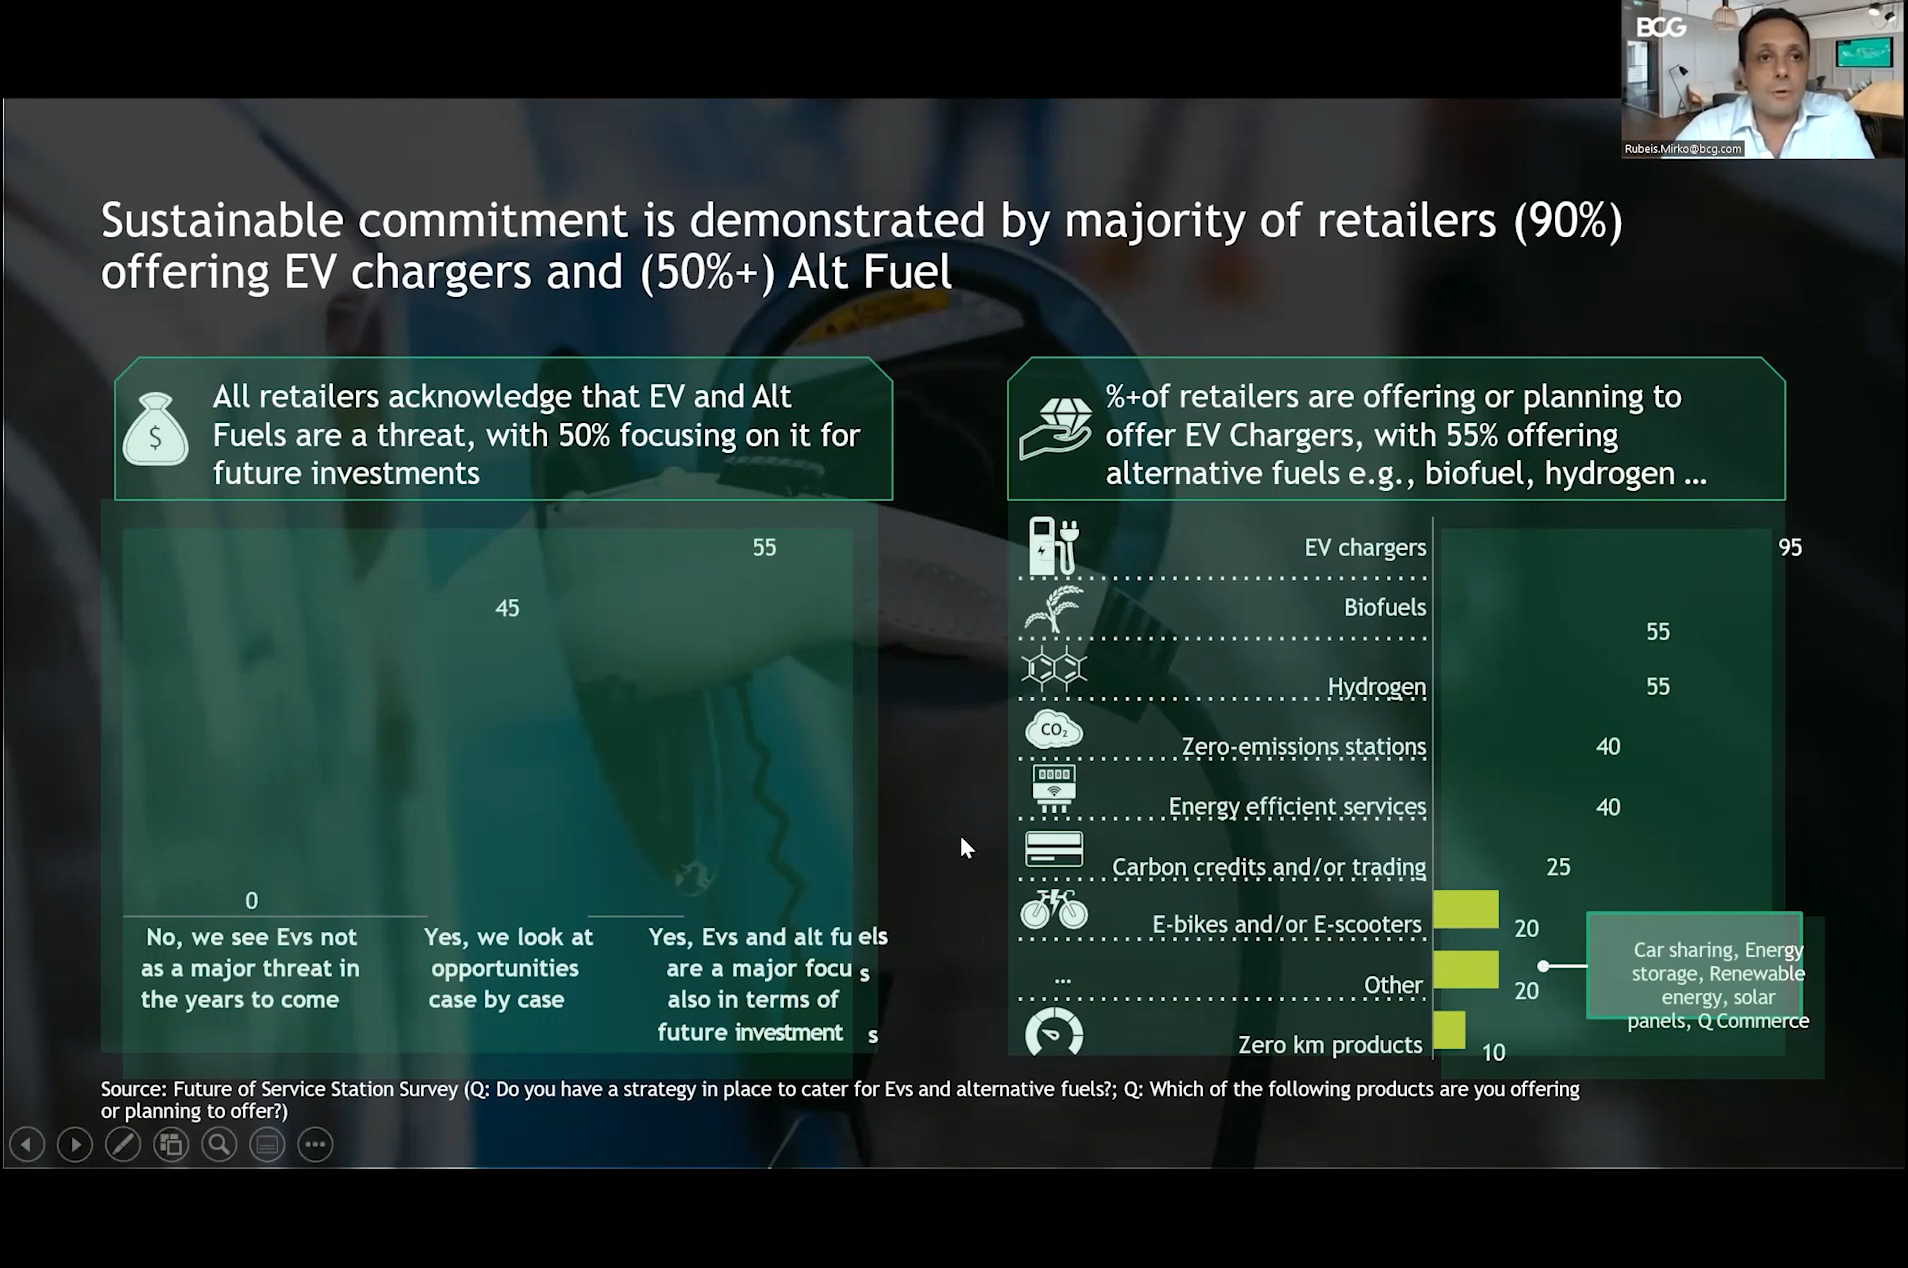 BCG
Rubeis.Mirko@bcg.com
Sustainable commitment is demonstrated by majority of retailers (90%)
offering EV chargers and (50%+) Alt Fuel
$
All retailers acknowledge that EV and Alt
Fuels are a threat, with 50% focusing on it for
future investments
55
45
0
No, we see Evs not
as a major threat in
the years to come
Yes, we look at
opportunities
case by case
Yes, Evs and alt fu els
are a major focu s
also in terms of
future investment s
%+of retailers are offering or planning to
offer EV Chargers, with 55% offering
alternative fuels e.g., biofuel, hydrogen ...
EV chargers 95
Biofuels 55
Hydrogen 55
CO₂
Zero-emissions stations 40
Energy efficient services 40
Carbon credits and/or trading 25
E-bikes and/or E-scooters 20
... Other 20
Zero km products 10
Car sharing, Energy
storage, Renewable
energy, solar
panels, Q Commerce
Source: Future of Service Station Survey (Q: Do you have a strategy in place to cater for Evs and alternative fuels?; Q: Which of the following products are you offering
or planning to offer?)